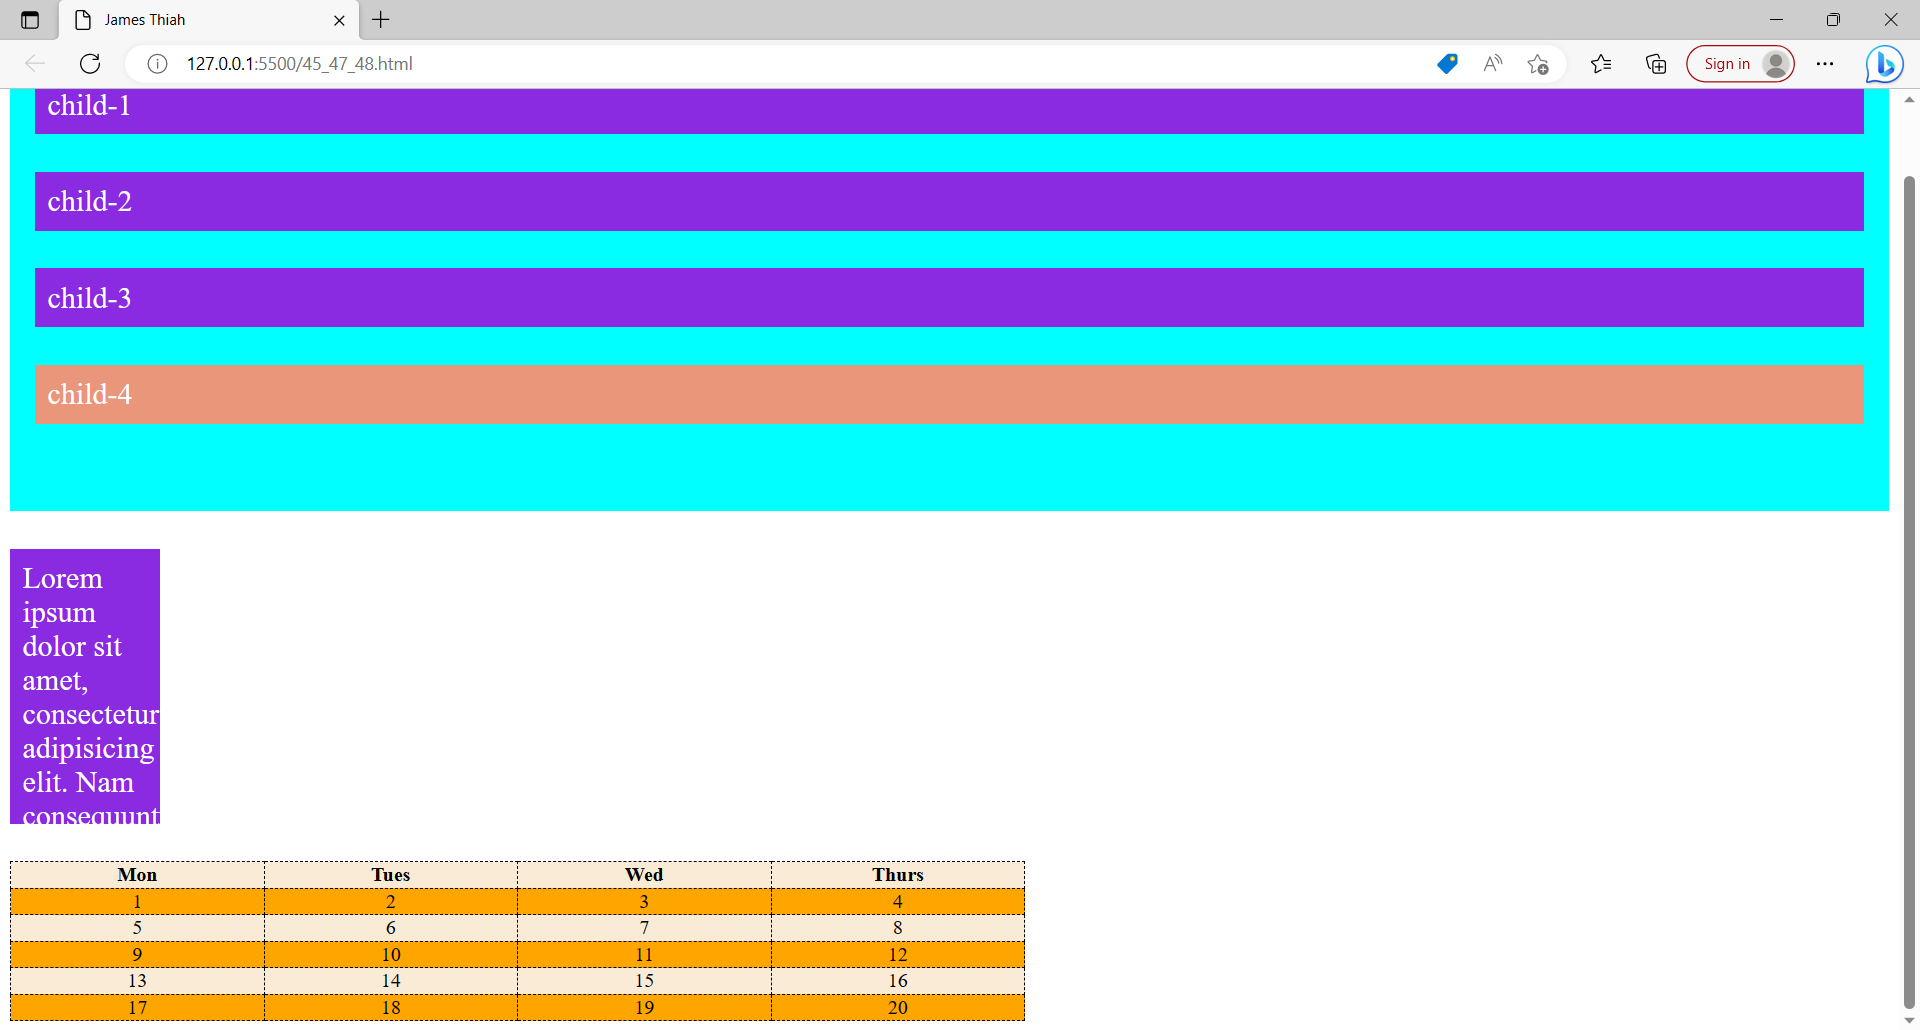 James Thiah
127.0.0.1:5500/45_47_48.html
Sign in
child-1
child-2
child-3
child-4
Lorem
ipsum
dolor sit
amet,
consectetur
adipisicing
elit. Nam
consequunt
Mon Tues Wed Thurs
1 2 3 4
5 6 7 8
9 10 11 12
13 14 15 16
17 18 19 20